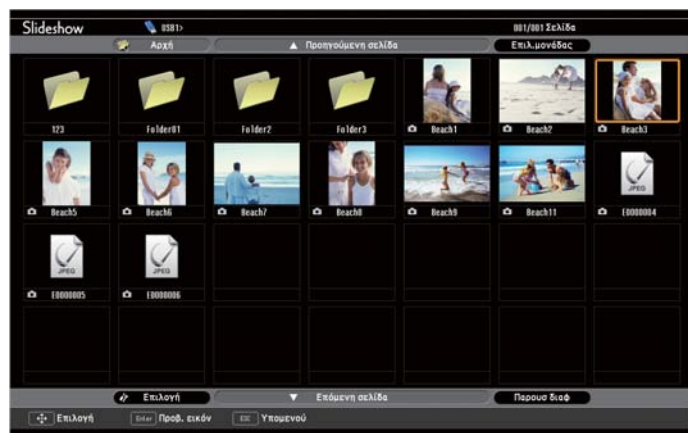 Slideshow USB1> 001/001 Σελίδα
Αρχή ▲ Προηγούμενη σελίδα Επιλ.μονάδας
123 Folder01 Folder2 Folder3 Beach1 Beach2 Beach3
JPEG
Beach5 Beach6 Beach7 Beach8 Beach9 Beach11 E0000004
JPEG JPEG
E0000005 E0000006
Επιλογή ▼ Επόμενη σελίδα Παρουσ διαφ
Επιλογή Enter Προβ. εικόν ESC Υπομενού